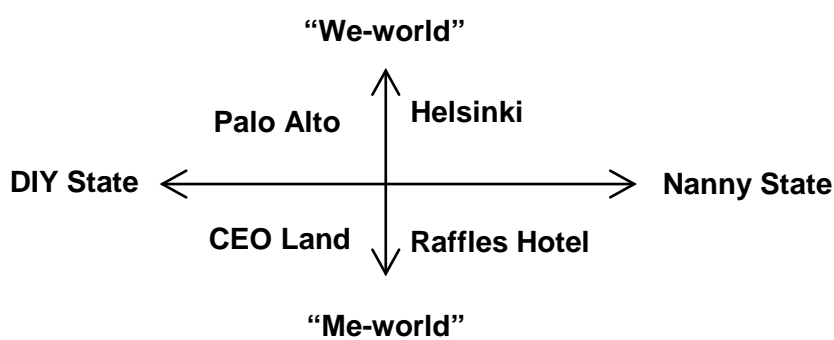 “We-world”
Palo Alto
Helsinki
DIY State
Nanny State
CEO Land
Raffles Hotel
“Me-world”